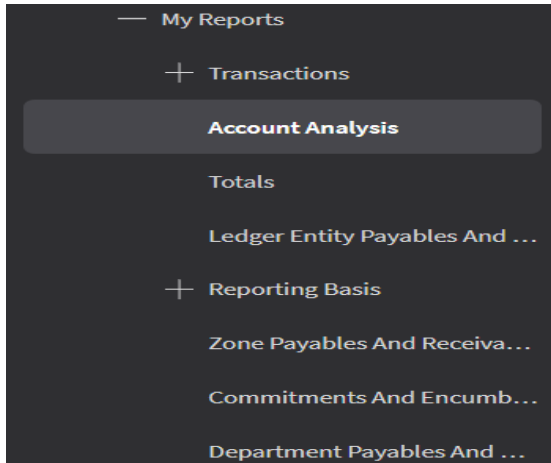 My Reports
Transactions
Account Analysis
Totals
Ledger Entity Payables And ...
Reporting Basis
Zone Payables And Receiva...
Commitments And Encumb...
Department Payables And ...